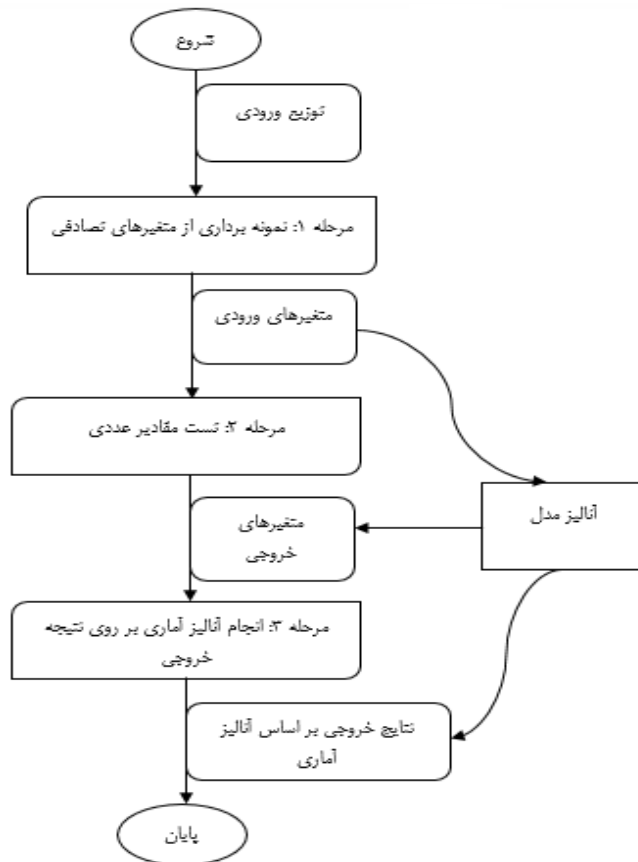 شروع
توزیع ورودی
مرحله ۱: نمونه برداری از متغیرهای تصادفی
متغیرهای ورودی
مرحله ۲: تست مقادیر عددی
آنالیز مدل
متغیرهای
خروجی
مرحله ۳: انجام آنالیز آماری بر روی نتیجه
خروجی
نتایج خروجی بر اساس آنالیز
آماری
پایان